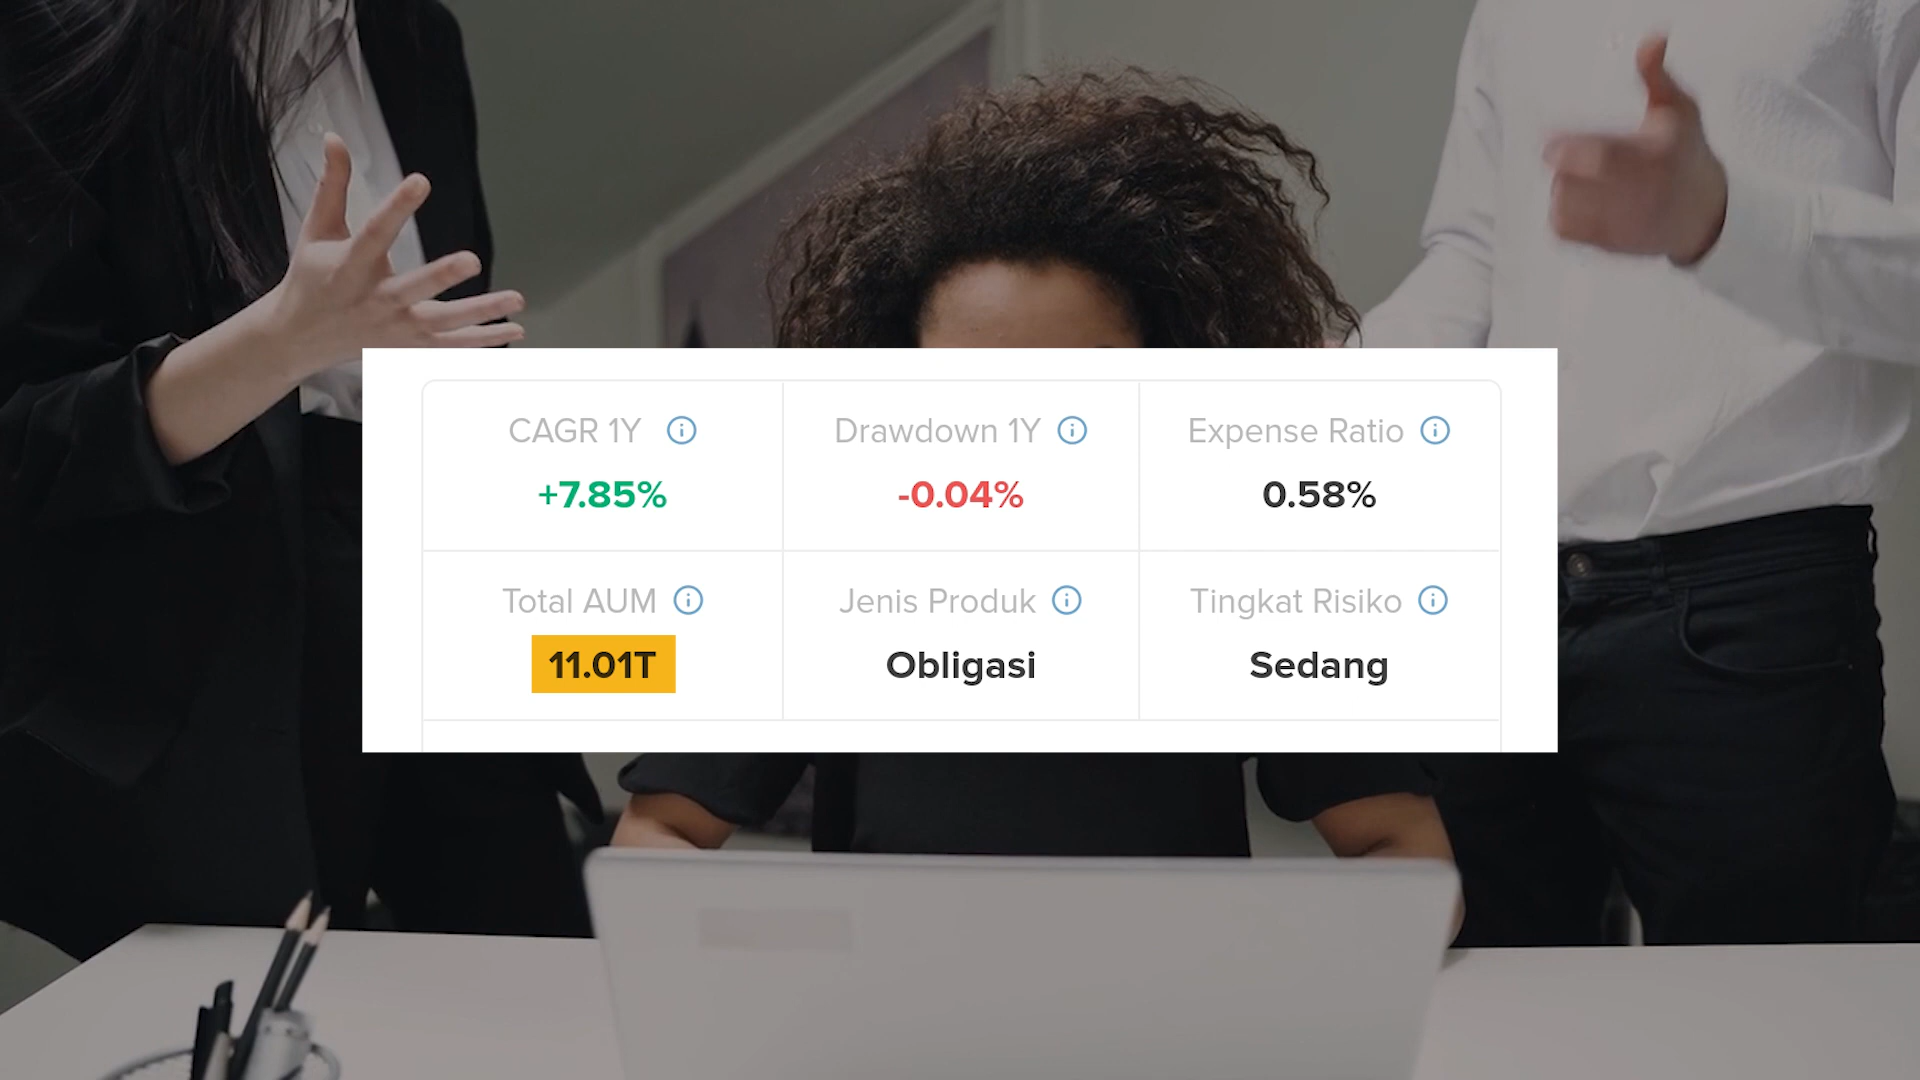 CAGR 1Y
Drawdown 1Y
Expense Ratio
+7.85%
-0.04%
0.58%
Total AUM
Jenis Produk
Tingkat Risiko
11.01T
Obligasi
Sedang